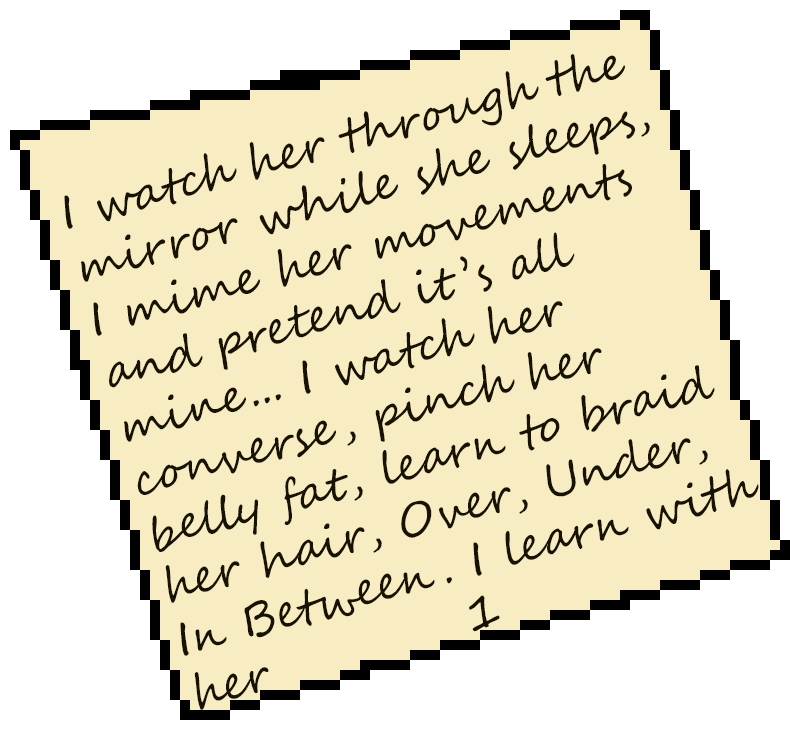 I watch her through the
mirror while she sleeps,
I mime her movements
and pretend it's all
mine... I watch her
converse, pinch her
belly fat, learn to braid
her hair, Over, Under,
In Between. I learn with
her
1